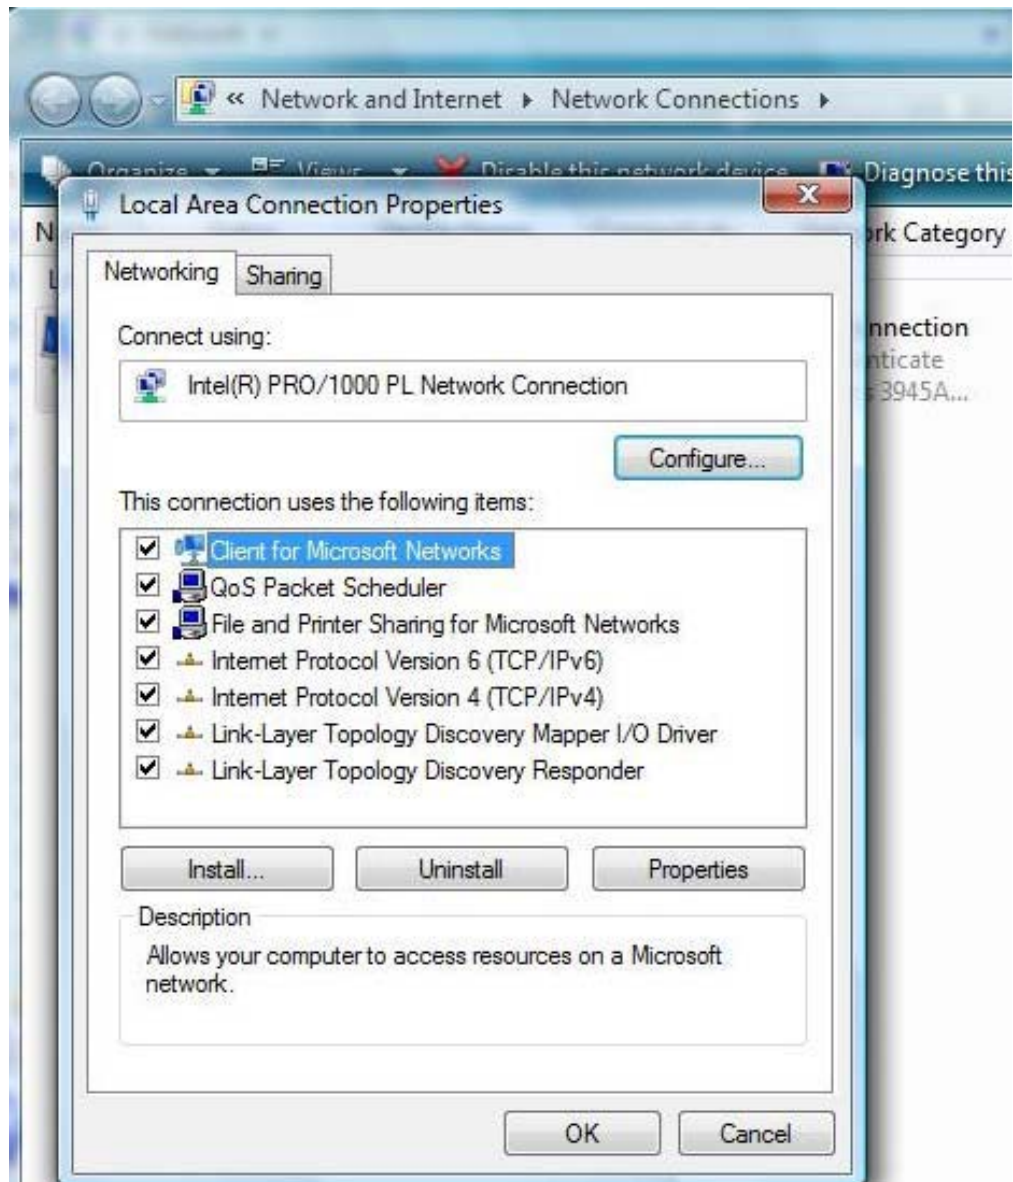 « Network and Internet ▸ Network Connections ▸
Organize Views Disable this network device Diagnose this
Local Area Connection Properties
N rk Category
Networking Sharing
Connect using:
nnection
Intel(R) PRO/1000 PL Network Connection
nticate
3945A...
Configure...
This connection uses the following items:
Client for Microsoft Networks
QoS Packet Scheduler
File and Printer Sharing for Microsoft Networks
Internet Protocol Version 6 (TCP/IPv6)
Internet Protocol Version 4 (TCP/IPv4)
Link-Layer Topology Discovery Mapper I/O Driver
Link-Layer Topology Discovery Responder
Install... Uninstall Properties
Description
Allows your computer to access resources on a Microsoft
network.
OK Cancel